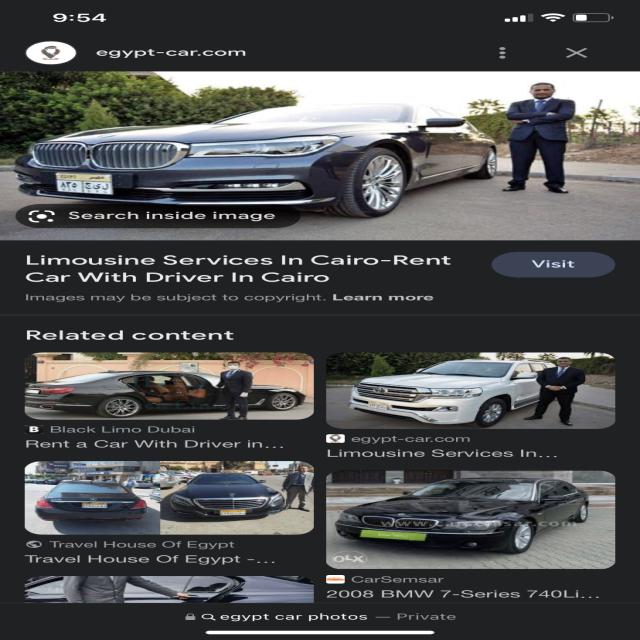 9:54
egypt-car.com
Search inside image
Limousine Services In Cairo-Rent
Car With Driver In Cairo
Visit
Images may be subject to copyright. Learn more
Related content
B Black Limo Dubai
Rent a Car With Driver in...
egypt-car.com
Limousine Services In...
Travel House Of Egypt
Travel House Of Egypt -...
OLX
CarSemsar
2008 BMW 7-Series 740Li...
egypt car photos — Private